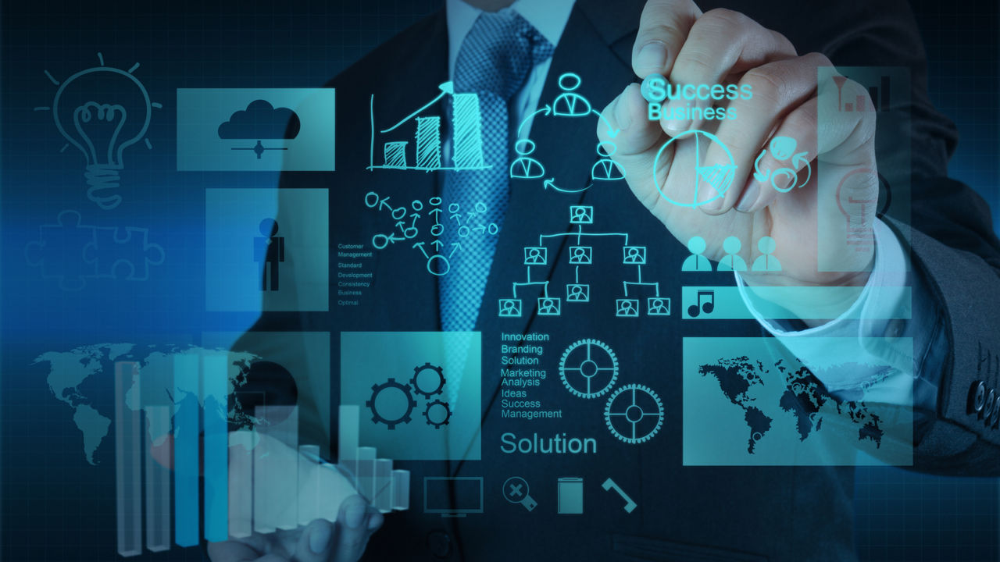 Success
Business
Customer
Management
Standard
Development
Consistency
Business
Optimal
Innovation
Branding
Solution
Marketing
Analysis
Ideas
Success
Management
Solution